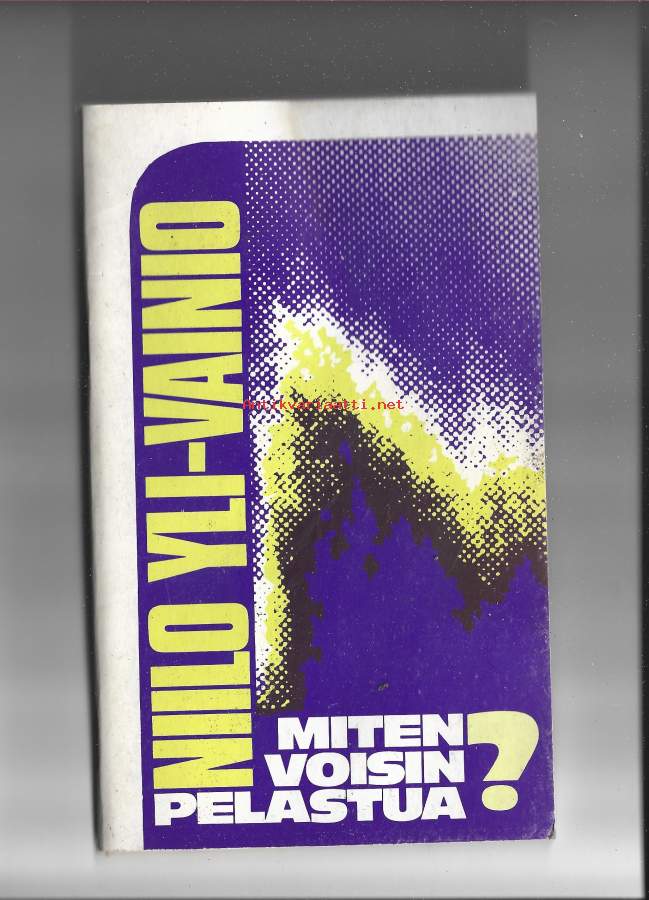 NIILO YLI-VAINIO
Antikvariaatti.net
MITEN
VOISIN
PELASTUA?